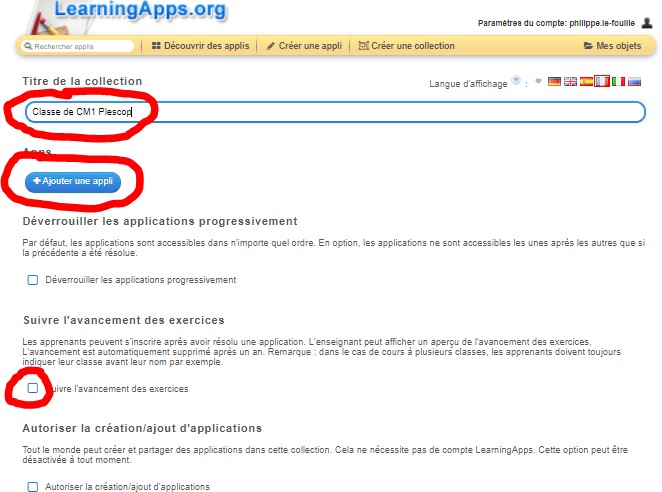 LearningApps.org
Paramètres du compte: philippe.le-fouille
Rechercher applis
Découvrir des applis
Créer une appli
Créer une collection
Mes objets
Titre de la collection
Langue d'affichage :
Classe de CM1 Plescop
Apps
+ Ajouter une appli
Déverrouiller les applications progressivement
Par défaut, les applications sont accessibles dans n'importe quel ordre. En option, les applications ne sont accessibles les unes après les autres que si
la précédente a été résolue.
Déverrouiller les applications progressivement
Suivre l'avancement des exercices
Les apprenants peuvent s'inscrire après avoir résolu une application. L'enseignant peut afficher un aperçu de l'avancement des exercices.
L'avancement est automatiquement supprimé après un an. Remarque : dans le cas de cours à plusieurs classes, les apprenants doivent toujours
indiquer leur classe avant leur nom par exemple.
Suivre l'avancement des exercices
Autoriser la création/ajout d'applications
Tout le monde peut créer et partager des applications dans cette collection. Cela ne nécessite pas de compte LearningApps. Cette option peut être
désactivée à tout moment.
Autoriser la création/ajout d'applications